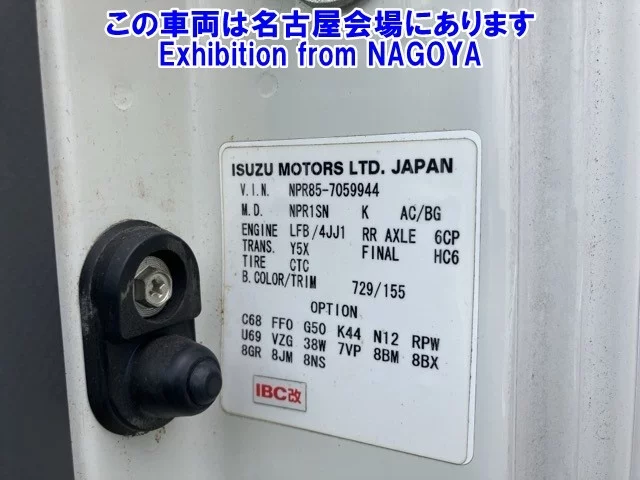 この車両は名古屋会場にあります
Exhibition from NAGOYA
ISUZU MOTORS LTD. JAPAN
V.I.N. NPR85-7059944
M.D. NPR1SN K AC/BG
ENGINE LFB/4JJ1 RR AXLE 6CP
TRANS. Y5X FINAL HC6
TIRE CTC
B.COLOR/TRIM 729/155
OPTION
C68 FF0 G50 K44 N12 RPW
U69 VZG 38W 7VP 8BM 8BX
8GR 8JM 8NS
IBC改